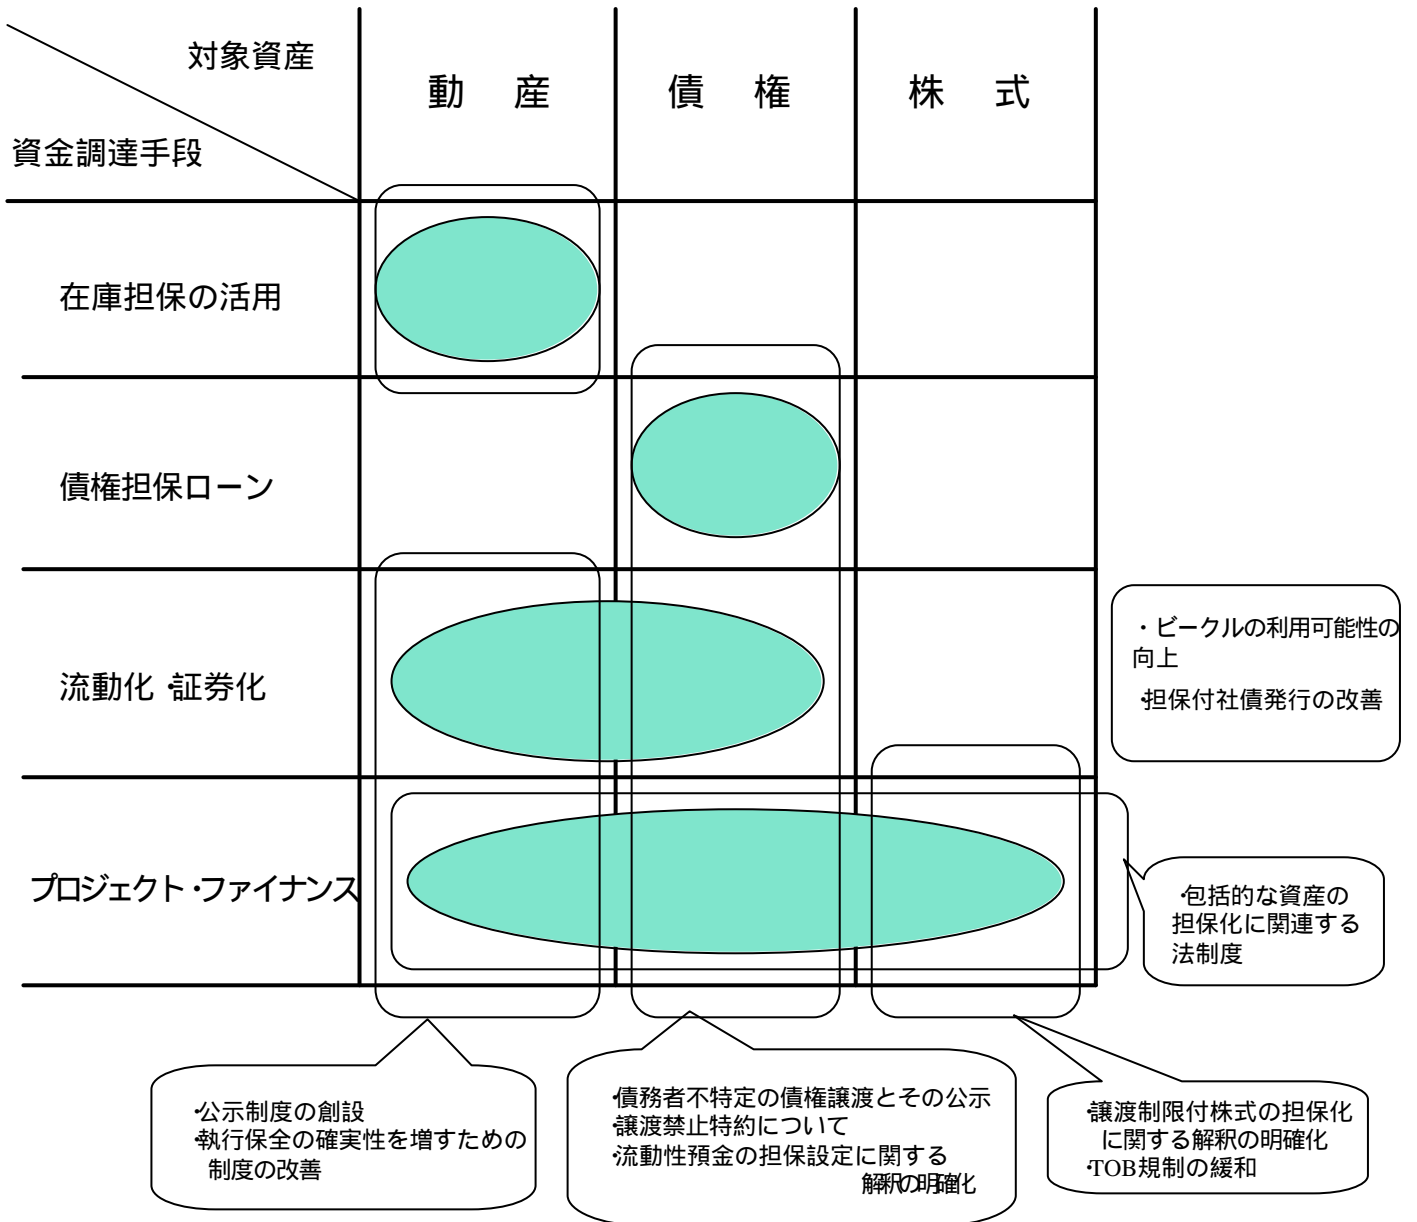 対象資産
資金調達手段
動　産
債　権
株　式
在庫担保の活用
債権担保ローン
流動化・証券化
プロジェクト・ファイナンス
・ビークルの利用可能性の
向上
・担保付社債発行の改善
・包括的な資産の
担保化に関連する
法制度
・公示制度の創設
・執行保全の確実性を増すための
制度の改善
・債務者不特定の債権譲渡とその公示
・譲渡禁止特約について
・流動性預金の担保設定に関する
解釈の明確化
・譲渡制限付株式の担保化
に関する解釈の明確化
・TOB規制の緩和